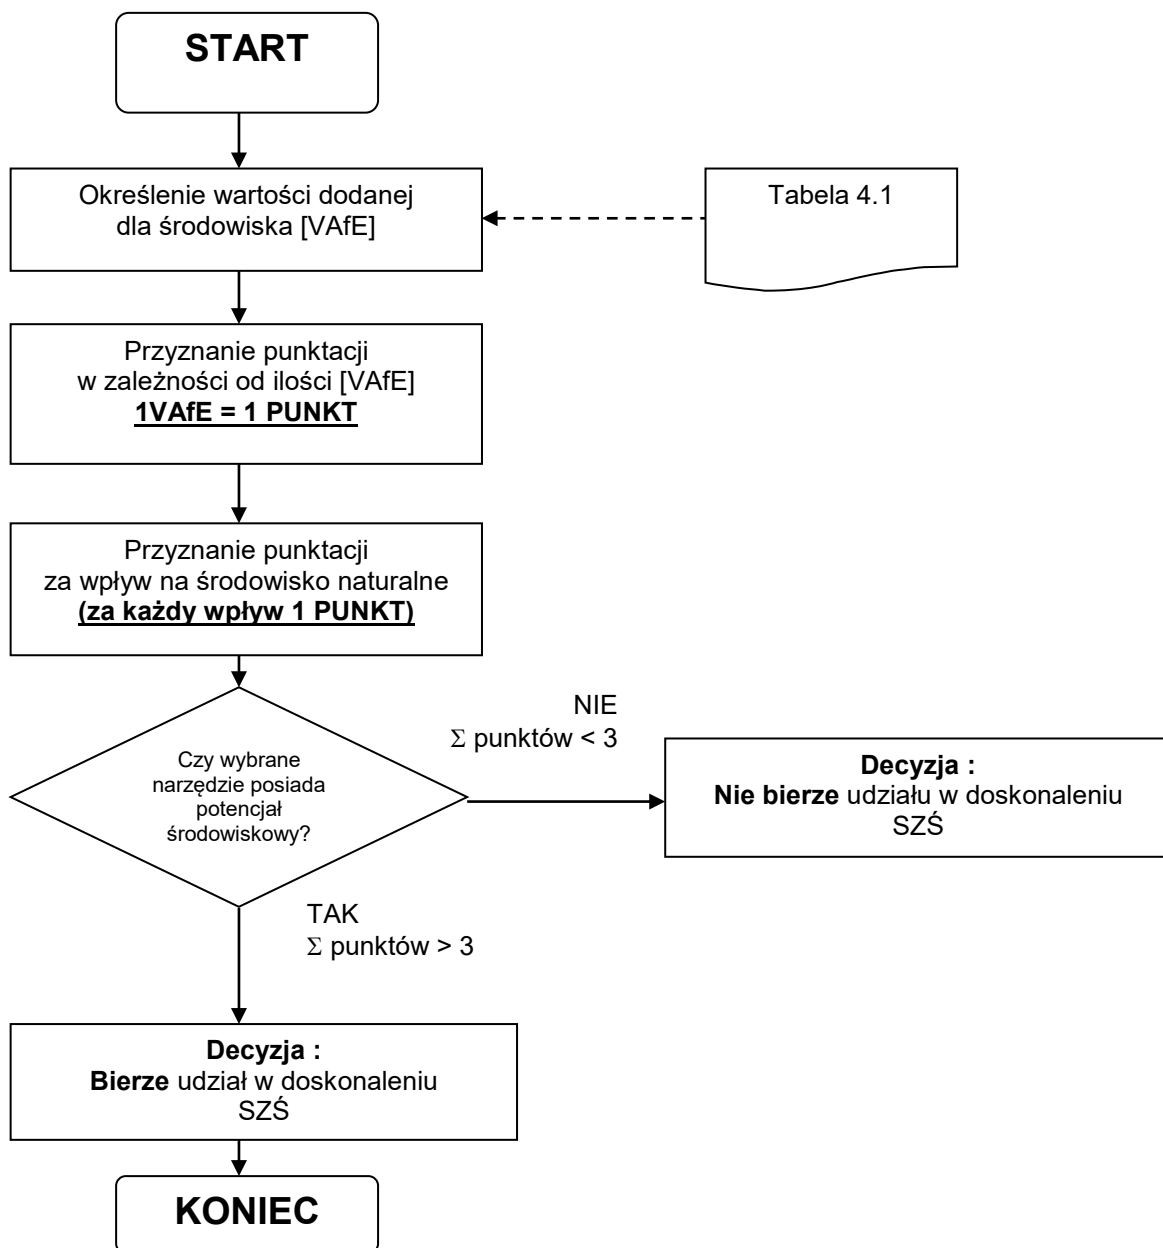 START
Określenie wartości dodanej
dla środowiska [VAfE]
Tabela 4.1
Przyznanie punktacji
w zależności od ilości [VAfE]
1VAfE = 1 PUNKT
Przyznanie punktacji
za wpływ na środowisko naturalne
(za każdy wpływ 1 PUNKT)
Czy wybrane
narzędzie posiada
potencjał
środowiskowy?
NIE
Σ punktów < 3
Decyzja :
Nie bierze udziału w doskonaleniu
SZŚ
TAK
Σ punktów > 3
Decyzja :
Bierze udział w doskonaleniu
SZŚ
KONIEC